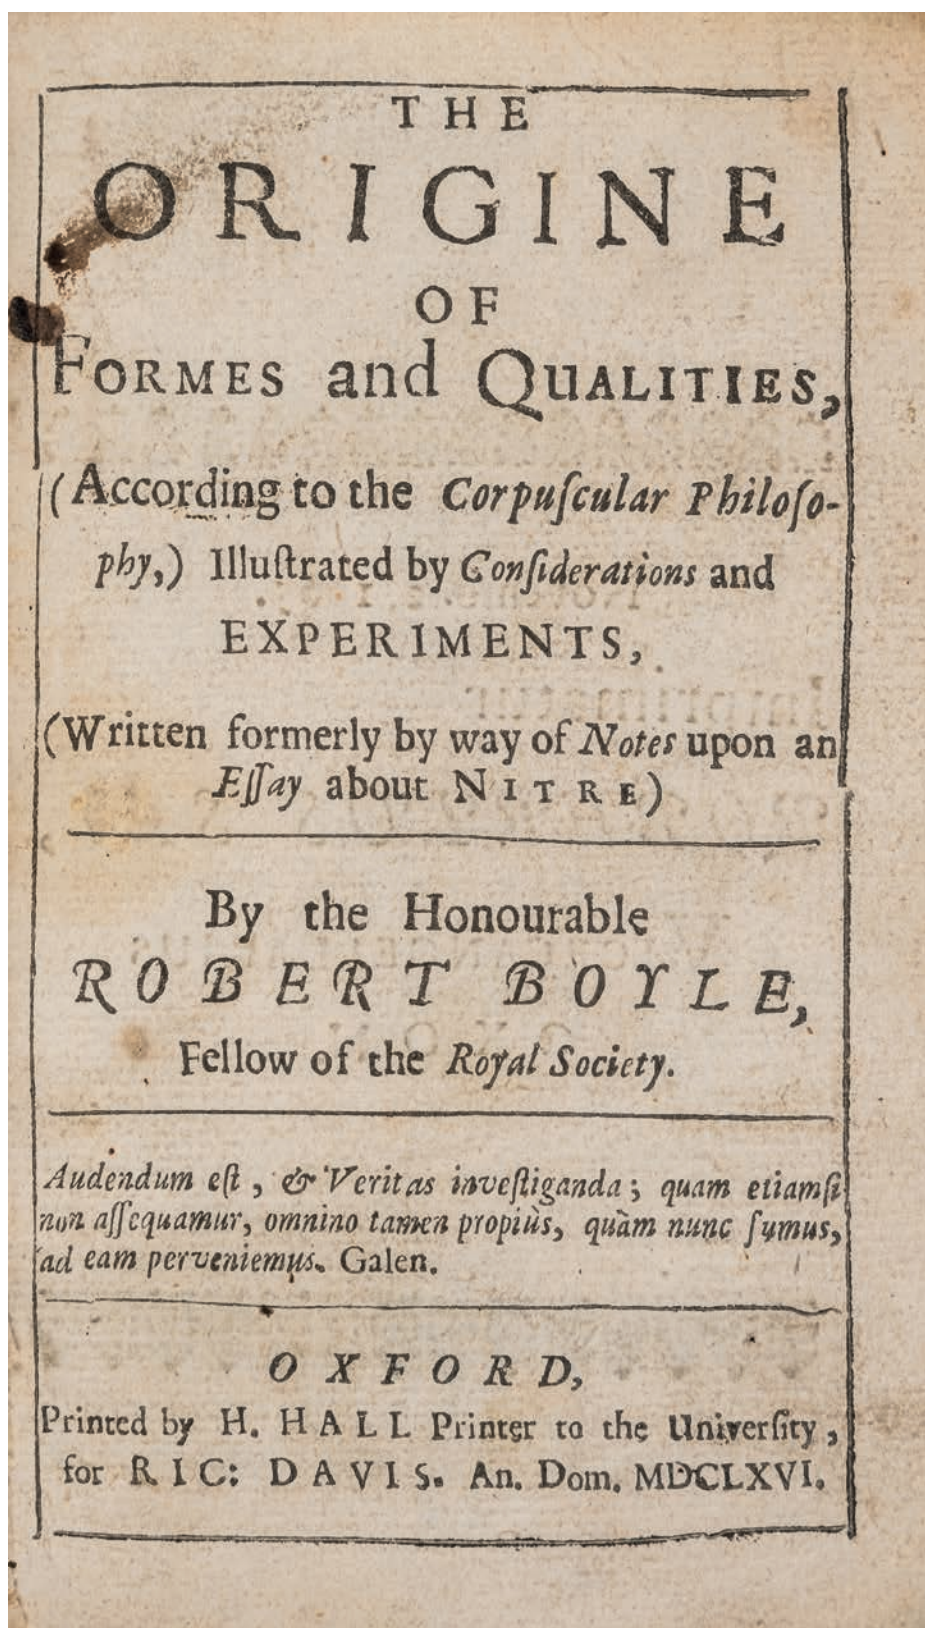 THE
ORIGINE
OF
FORMES and QUALITIES,
(According to the Corpuſcular Philoſo-
phy,) Illuſtrated by Conſiderations and
EXPERIMENTS,
(Written formerly by way of Notes upon an
Eſſay about NITRE)
By the Honourable
ROBERT BOYLE,
Fellow of the Royal Society.
Audendum eſt, & Veritas inveſtiganda; quam etiamſi
non aſſequamur, omnino tamen propiùs, quàm nunc ſumus,
ad eam perveniemus. Galen.
OXFORD,
Printed by H. HALL Printer to the Univerſity,
for RIC: DAVIS. An. Dom. MDCLXVI.